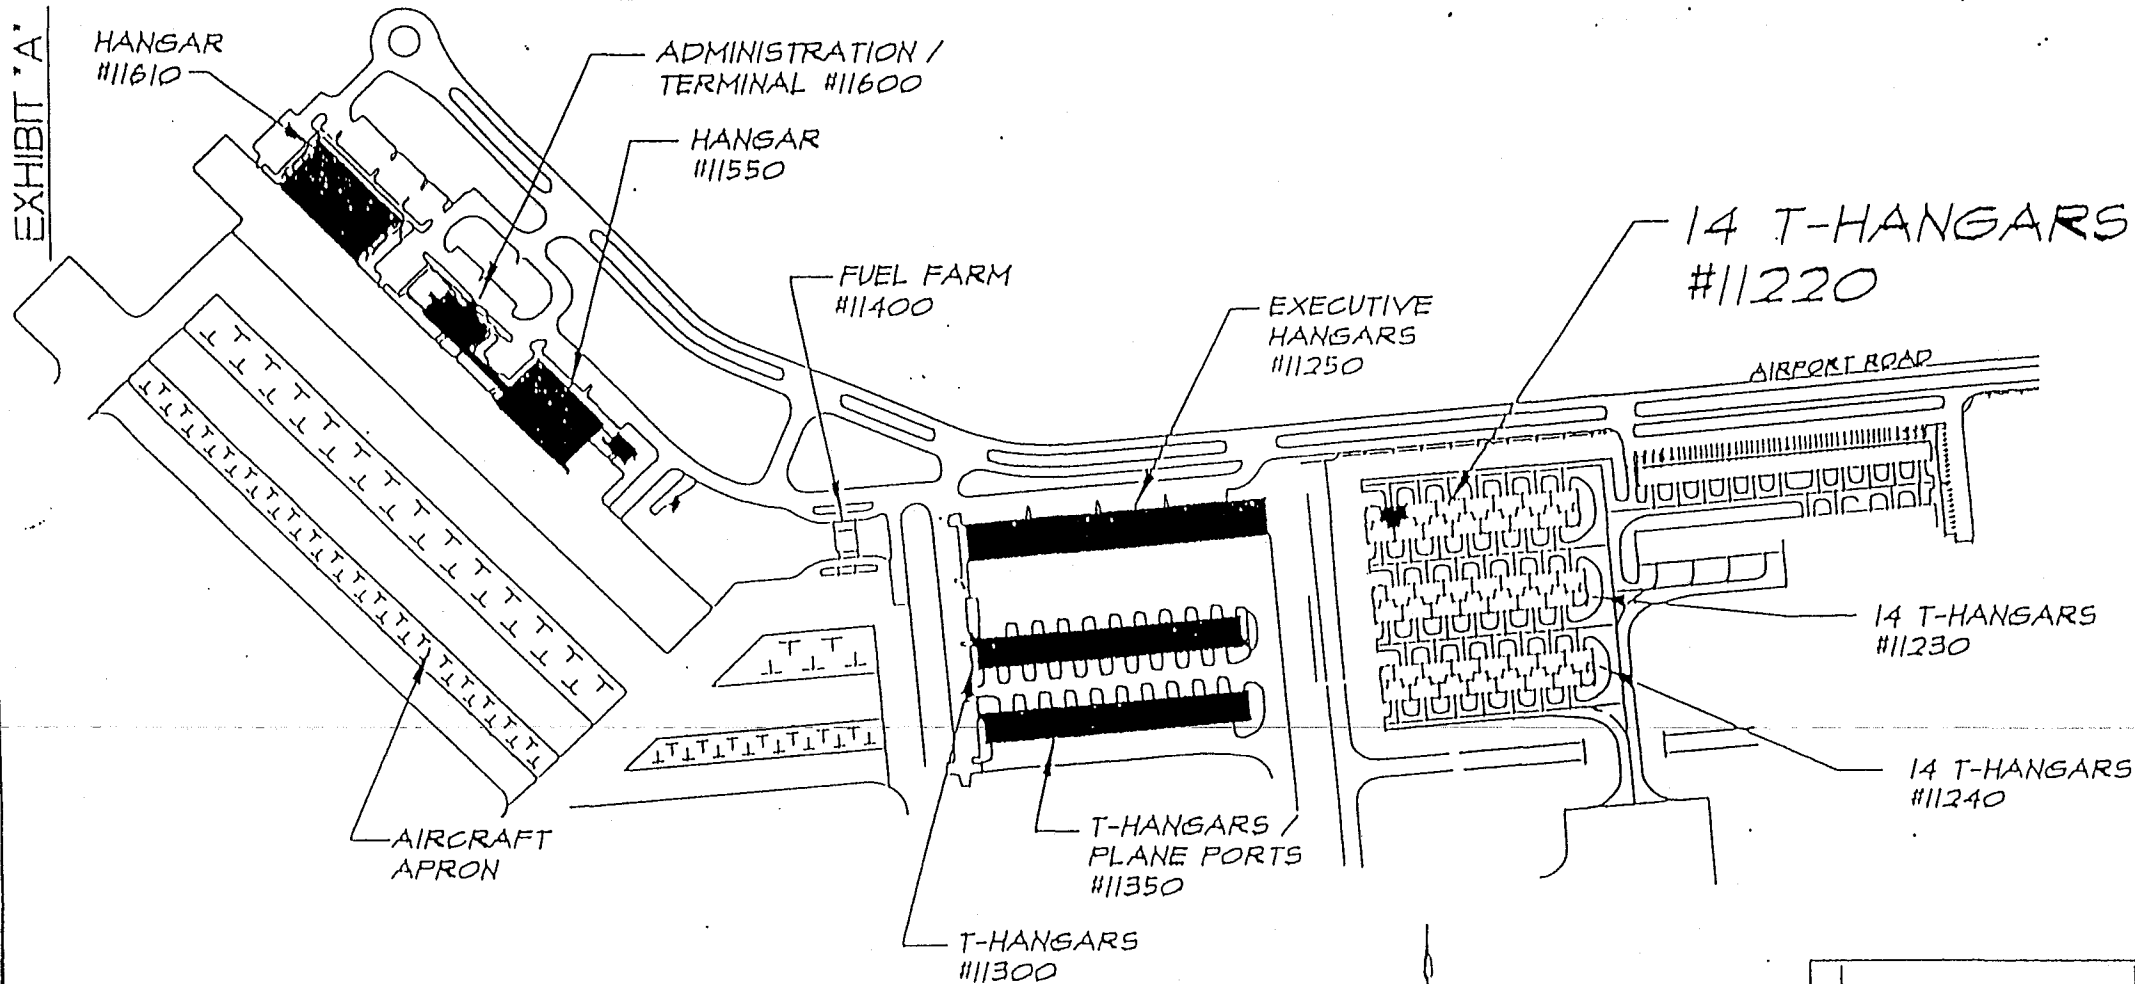 EXHIBIT "A"
HANGAR
#11610
ADMINISTRATION /
TERMINAL #11600
HANGAR
#11550
14 T-HANGARS
#11220
FUEL FARM
#11400
EXECUTIVE
HANGARS
#11250
AIRPORT ROAD
14 T-HANGARS
#11230
14 T-HANGARS
#11240
AIRCRAFT
APRON
T-HANGARS /
PLANE PORTS
#11350
T-HANGARS
#11300